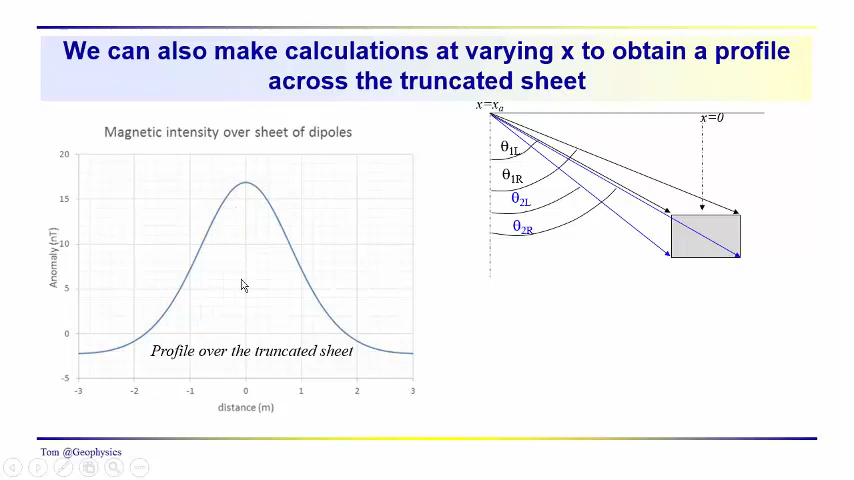 We can also make calculations at varying x to obtain a profile
across the truncated sheet
Magnetic intensity over sheet of dipoles
20
15
10
5
0
-5
Anomaly (nT)
Profile over the truncated sheet
-3
-2
-1
0
1
2
3
distance (m)
x=xₐ
x=0
θ1L
θ1R
θ2L
θ2R
Tom @Geophysics